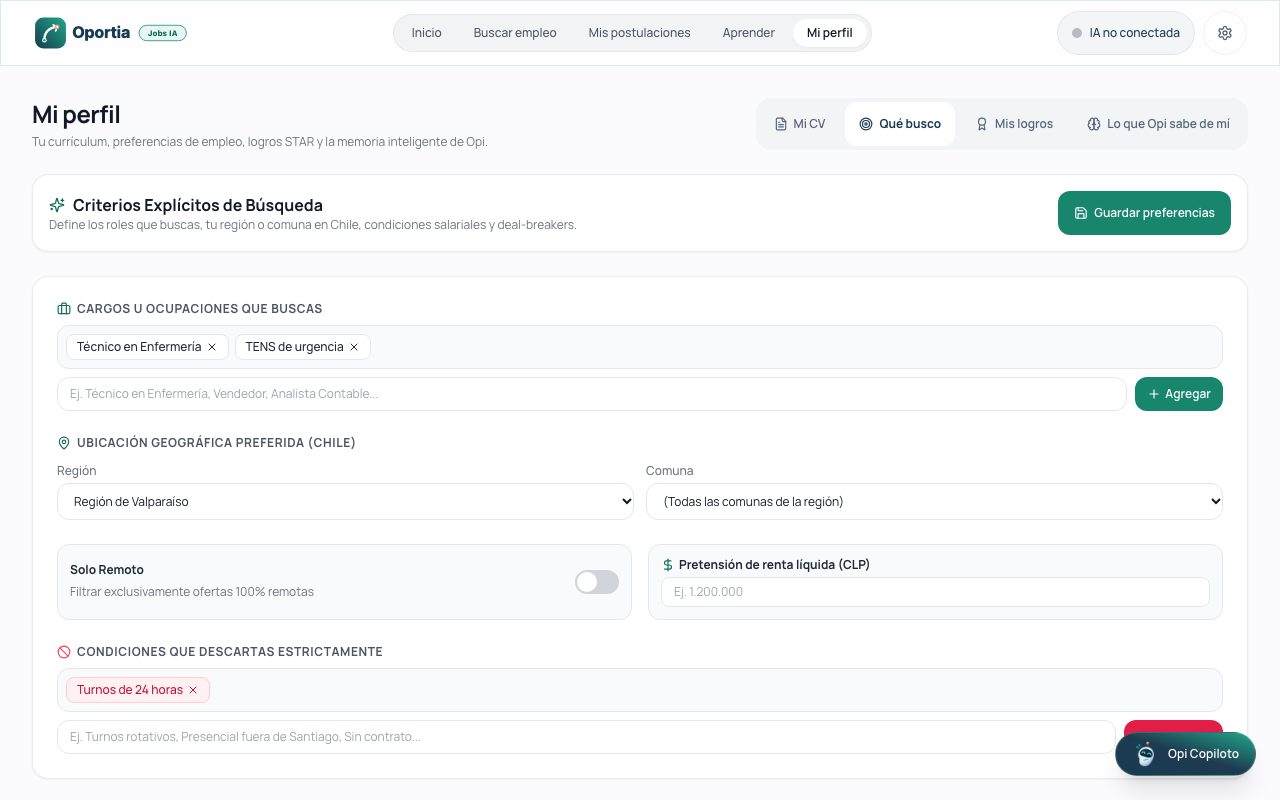 Oportia
Jobs IA
Inicio
Buscar empleo
Mis postulaciones
Aprender
Mi perfil
IA no conectada
Mi perfil
Tu currículum, preferencias de empleo, logros STAR y la memoria inteligente de Opi.
Mi CV
Qué busco
Mis logros
Lo que Opi sabe de mí
Criterios Explícitos de Búsqueda
Define los roles que buscas, tu región o comuna en Chile, condiciones salariales y deal-breakers.
Guardar preferencias
CARGOS U OCUPACIONES QUE BUSCAS
Técnico en Enfermería
TENS de urgencia
Ej. Técnico en Enfermería, Vendedor, Analista Contable...
Agregar
UBICACIÓN GEOGRÁFICA PREFERIDA (CHILE)
Región
Comuna
Región de Valparaíso
(Todas las comunas de la región)
Solo Remoto
Filtrar exclusivamente ofertas 100% remotas
Pretensión de renta líquida (CLP)
Ej. 1.200.000
CONDICIONES QUE DESCARTAS ESTRICTAMENTE
Turnos de 24 horas
Ej. Turnos rotativos, Presencial fuera de Santiago, Sin contrato...
Opi Copiloto